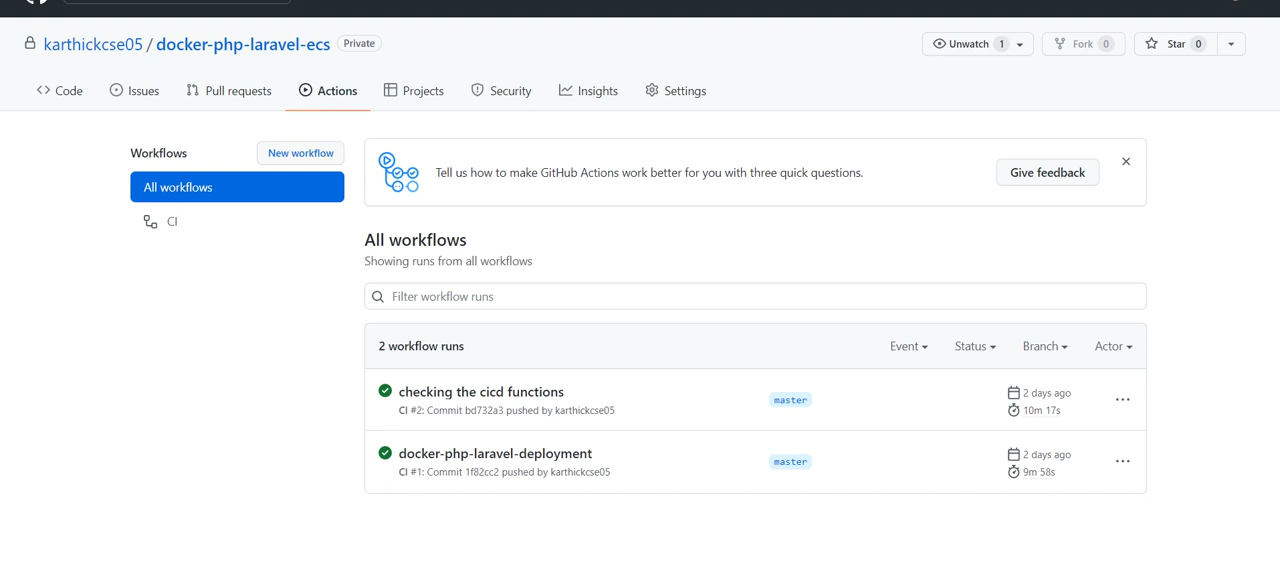 karthickcse05 / docker-php-laravel-ecs Private Unwatch 1 Fork 0 Star 0
Code Issues Pull requests Actions Projects Security Insights Settings
Workflows New workflow
All workflows
CI
Tell us how to make GitHub Actions work better for you with three quick questions. Give feedback
All workflows
Showing runs from all workflows
Filter workflow runs
2 workflow runs Event Status Branch Actor
checking the cicd functions
CI #2: Commit bd732a3 pushed by karthickcse05
master
2 days ago
10m 17s
docker-php-laravel-deployment
CI #1: Commit 1f82cc2 pushed by karthickcse05
master
2 days ago
9m 58s